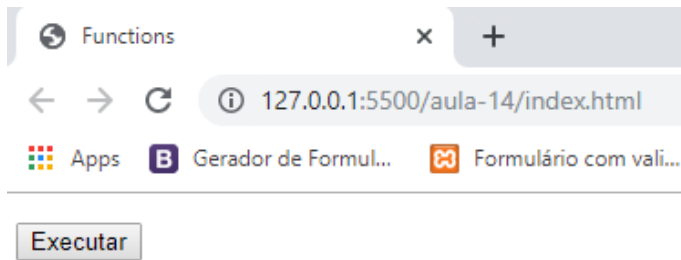 Functions
127.0.0.1:5500/aula-14/index.html
Apps B Gerador de Formul... Formulário com vali...
Executar